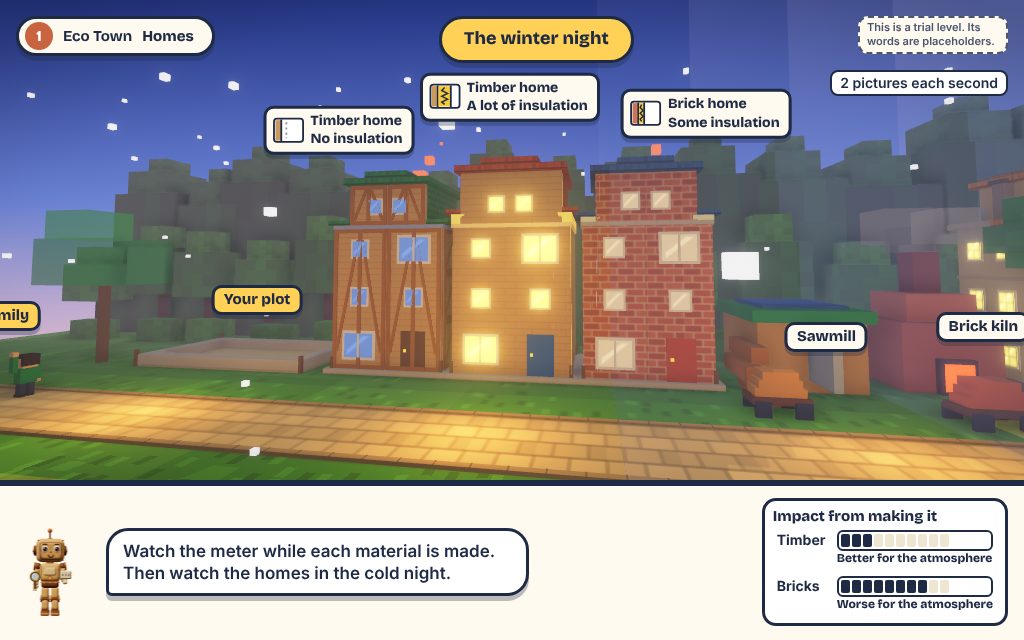 1 Eco Town Homes
The winter night
This is a trial level. Its
words are placeholders.
2 pictures each second
Timber home
A lot of insulation
Timber home
No insulation
Brick home
Some insulation
mily
Your plot
Sawmill
Brick kiln
Watch the meter while each material is made.
Then watch the homes in the cold night.
Impact from making it
Timber
Better for the atmosphere
Bricks
Worse for the atmosphere